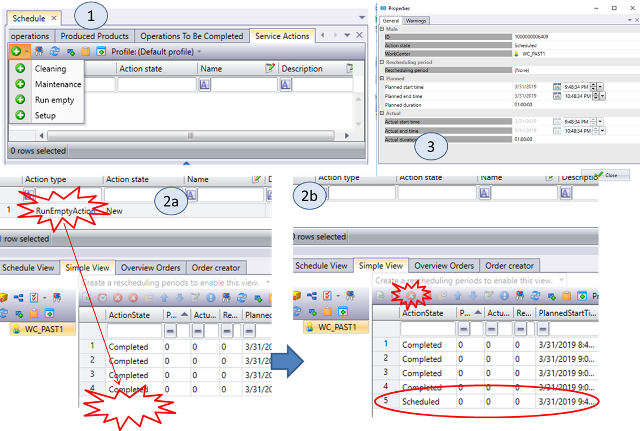 Schedule ×
1
operations Produced Products Operations To Be Completed Service Actions
Profile: (Default profile)
Cleaning
Maintenance
Run empty
Setup
Action state Name Description
0 rows selected
Properties
General Warnings
Main
ID 1000000006409
Action state Scheduled
WorkCenter WC_PAST1
Rescheduling period
Rescheduling period (None)
Planned
Planned start time 3/31/2019 9:48:34 PM
Planned end time 3/31/2019 10:48:34 PM
Planned duration 01:00:00
Actual
Actual start time 3/31/2019 9:48:34 PM
Actual end time 3/31/2019 10:48:34 PM
Actual duration 01:00:00
3
Close
Action type Action state Name
2a
1 RunEmptyAction New
row selected
Schedule View Simple View Overview Orders Order creator
Create a rescheduling periods to enable this view.
WC_PAST1
ActionState P... Actu... Re... Planned
1 Completed 0 0 0 3/31/20
2 Completed 0 0 0 3/31/20
3 Completed 0 0 0 3/31/20
4 Completed 0 0 0 3/31/20
Action type Action state Name Description
2b
row selected
Schedule View Simple View Overview Orders Order creator
Create a rescheduling periods to enable this view.
WC_PAST1
ActionState P... Actu... Re... PlannedStartTi...
1 Completed 0 0 0 3/31/2019 8:4...
2 Completed 0 0 0 3/31/2019 9:0...
3 Completed 0 0 0 3/31/2019 9:0...
4 Completed 0 0 0 3/31/2019 9:0...
5 Scheduled 0 0 0 3/31/2019 9:4...